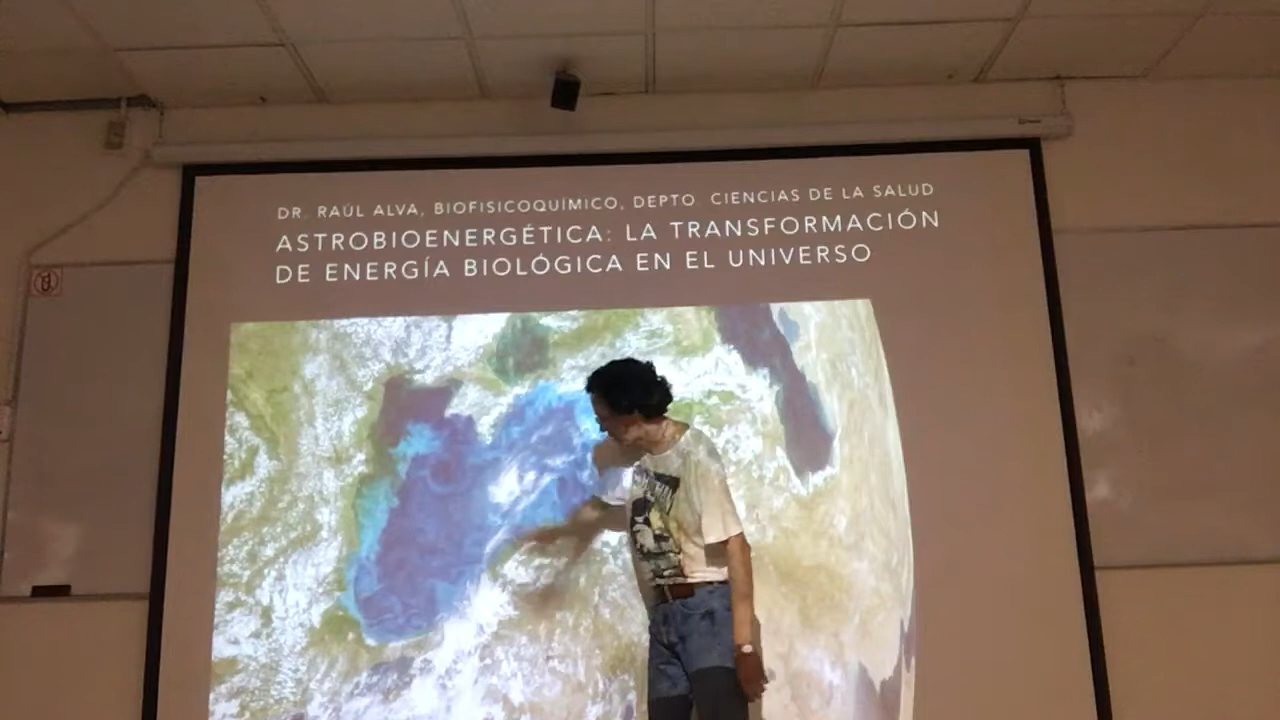 DR. RAÚL ALVA, BIOFISICOQUÍMICO, DEPTO. CIENCIAS DE LA SALUD
ASTROBIOENERGÉTICA: LA TRANSFORMACIÓN
DE ENERGÍA BIOLÓGICA EN EL UNIVERSO